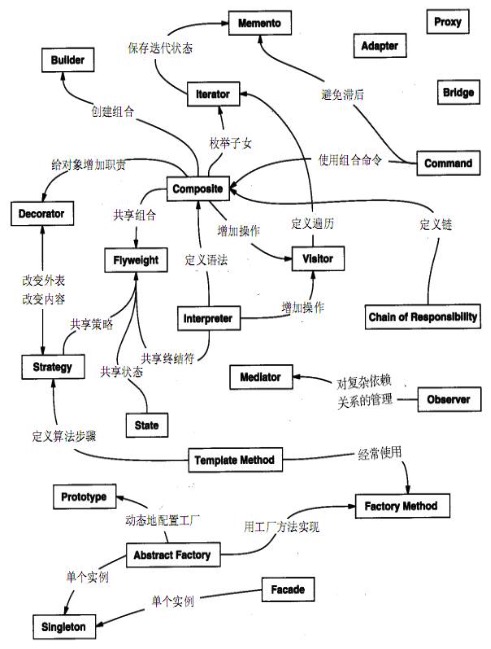 Memento
Proxy
Adapter
保存迭代状态
Builder
Iterator
避免滞后
Bridge
创建组合
枚举子女
使用组合命令
Command
给对象增加职责
Composite
Decorator
共享组合
增加操作
定义遍历
定义链
Flyweight
定义语法
Visitor
改变外表
改变内容
增加操作
Interpreter
Chain of Responsibility
共享策略
共享终结符
Strategy
共享状态
Mediator
对复杂依赖
关系的管理
Observer
State
定义算法步骤
Template Method
经常使用
Prototype
Factory Method
动态地配置工厂
用工厂方法实现
Abstract Factory
单个实例
Facade
单个实例
Singleton